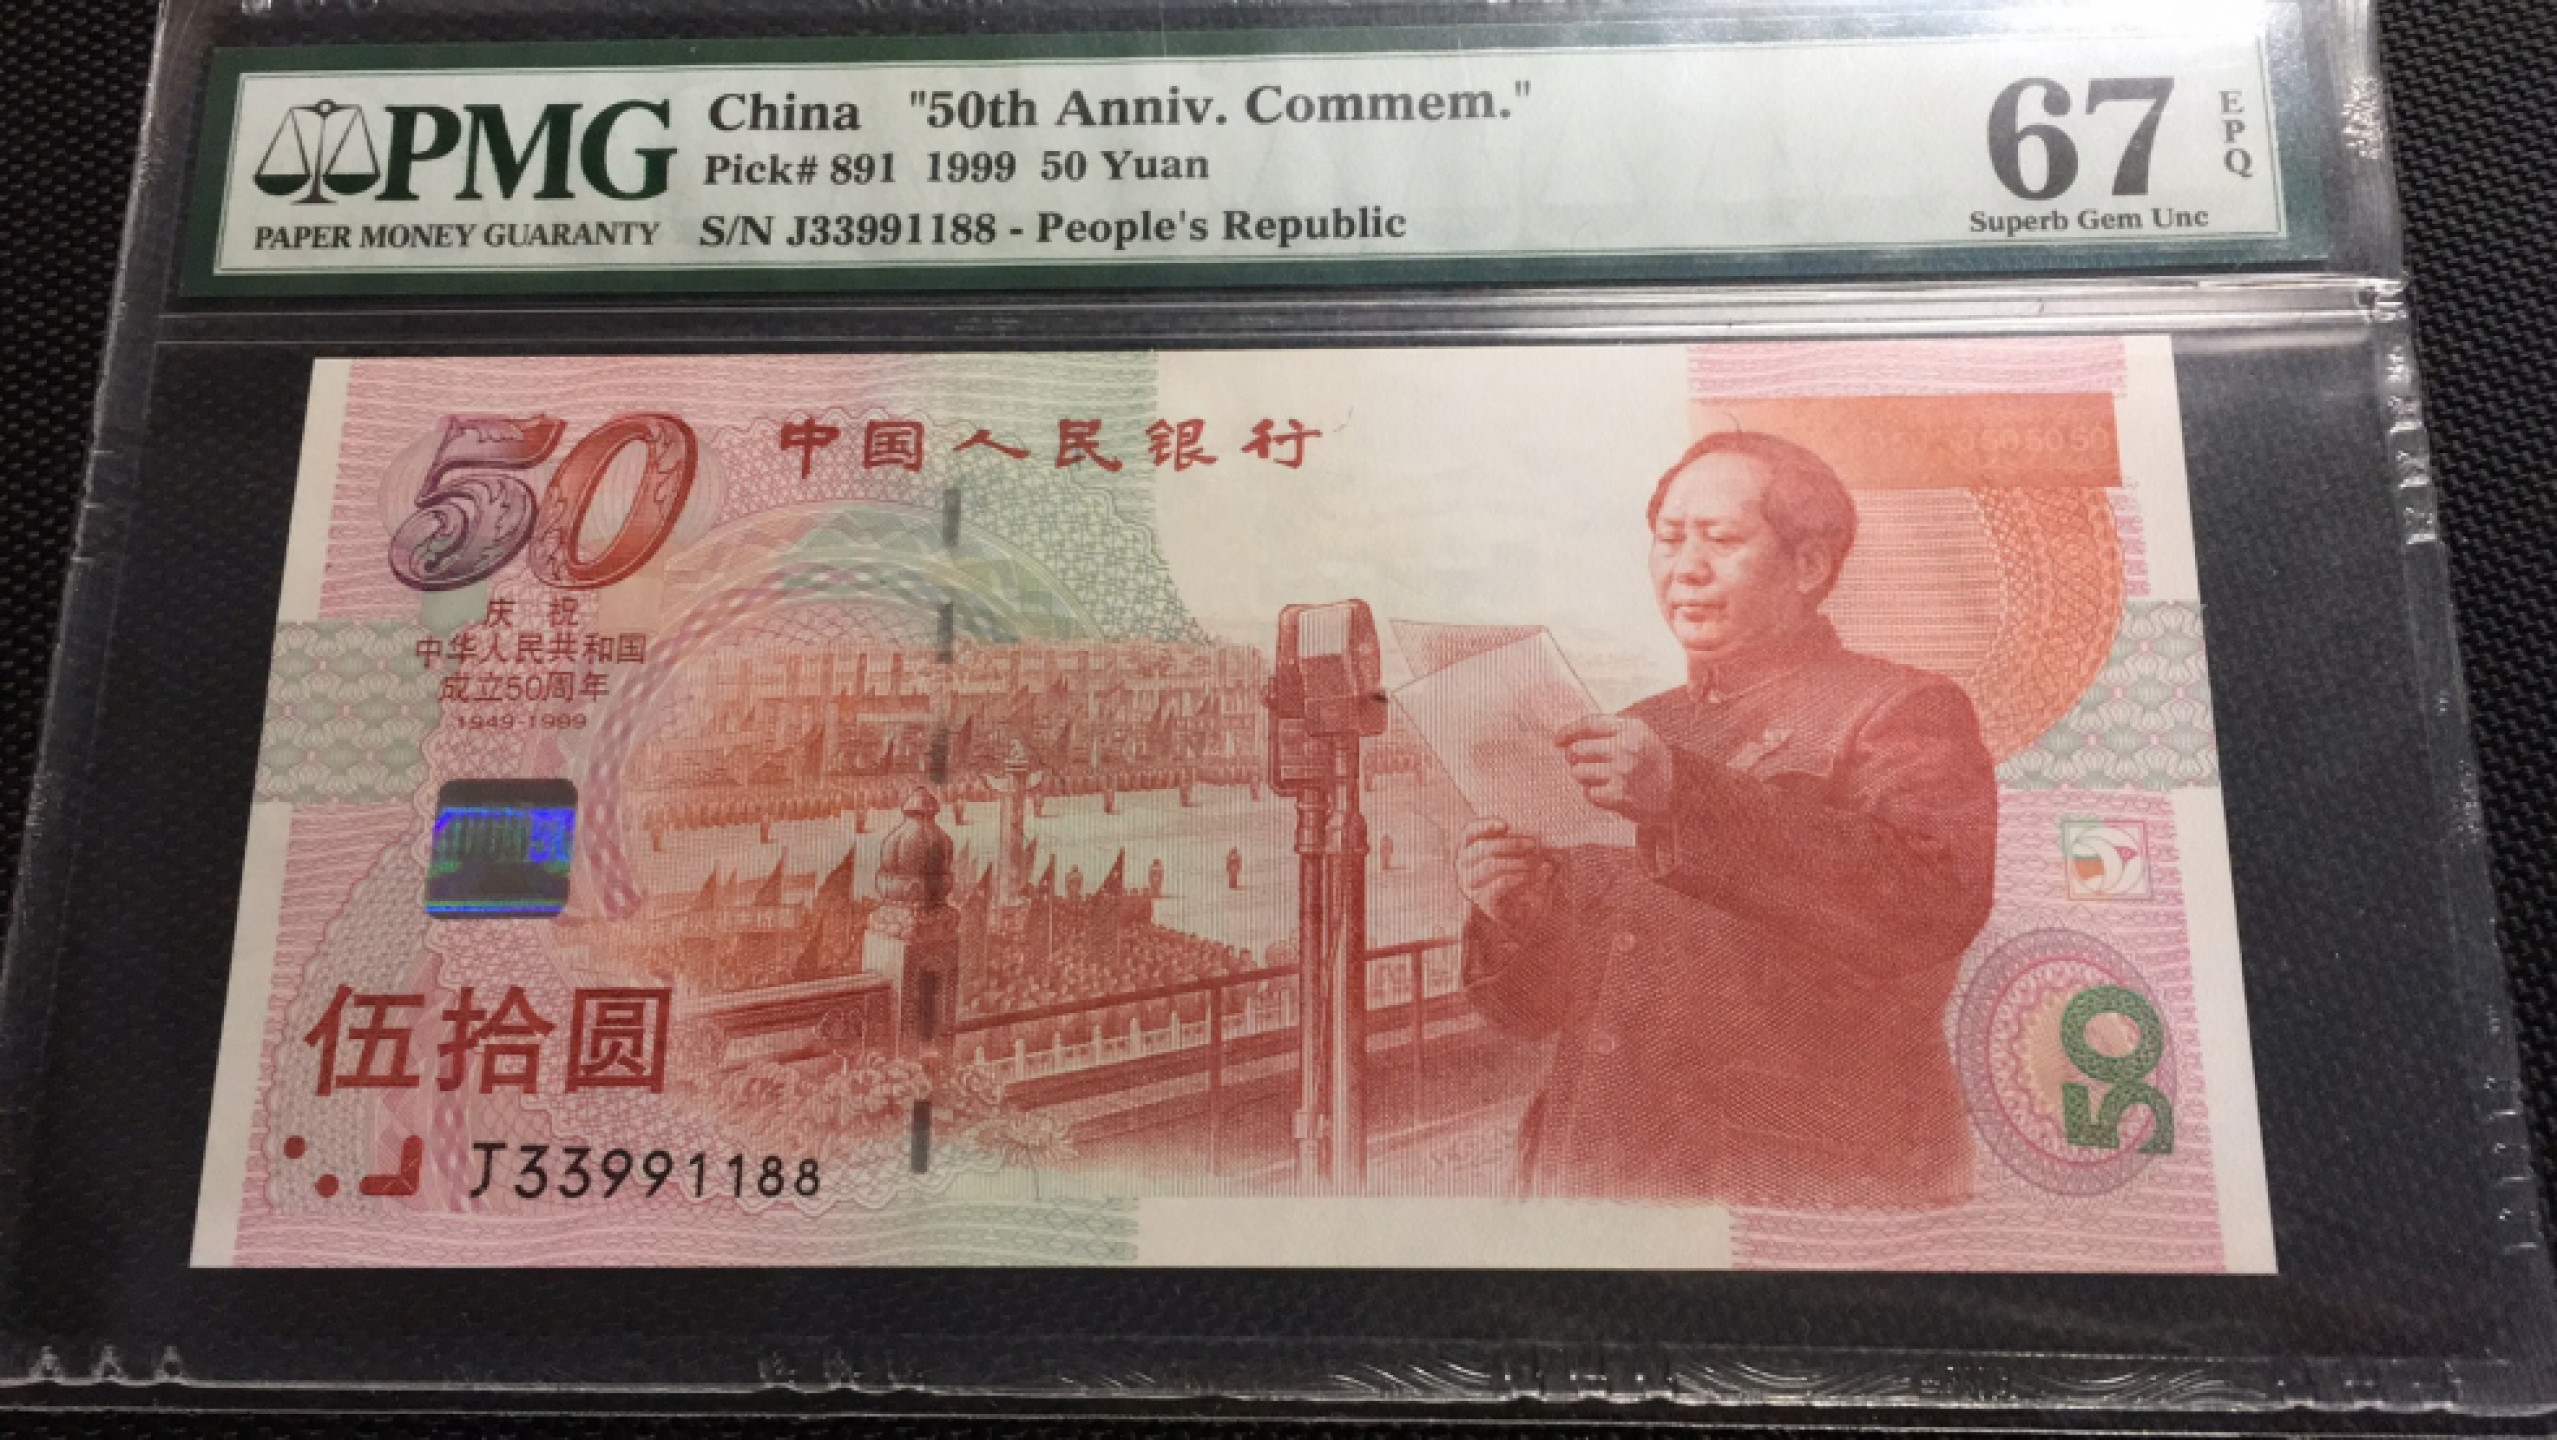 PMG
PAPER MONEY GUARANTY
China "50th Anniv. Commem."
Pick# 891 1999 50 Yuan
S/N J33991188 - People's Republic
67
EPQ
Superb Gem Unc
50
中国人民银行
庆祝
中华人民共和国
成立50周年
1949-1999
伍拾圆
J33991188
50